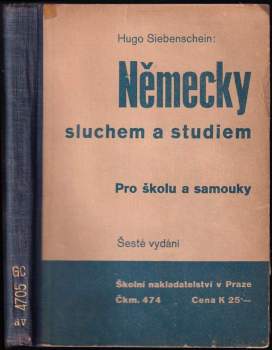 Hugo Siebenschein:
Německy
sluchem a studiem
Pro školu a samouky
Šesté vydání
Školní nakladatelství v Praze
Čkm. 474 Cena K 25·—
GC
4705
av